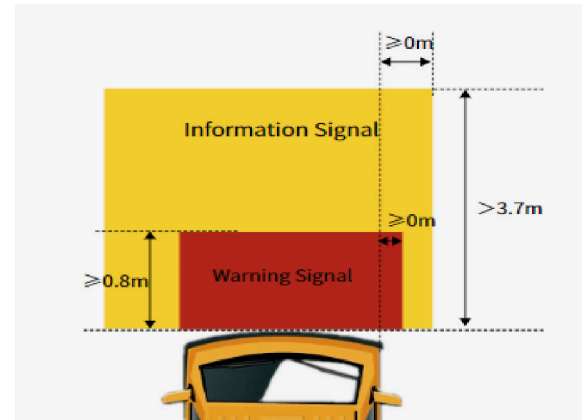 ⩾0m
Information Signal
>3.7m
⩾0m
⩾0.8m
Warning Signal